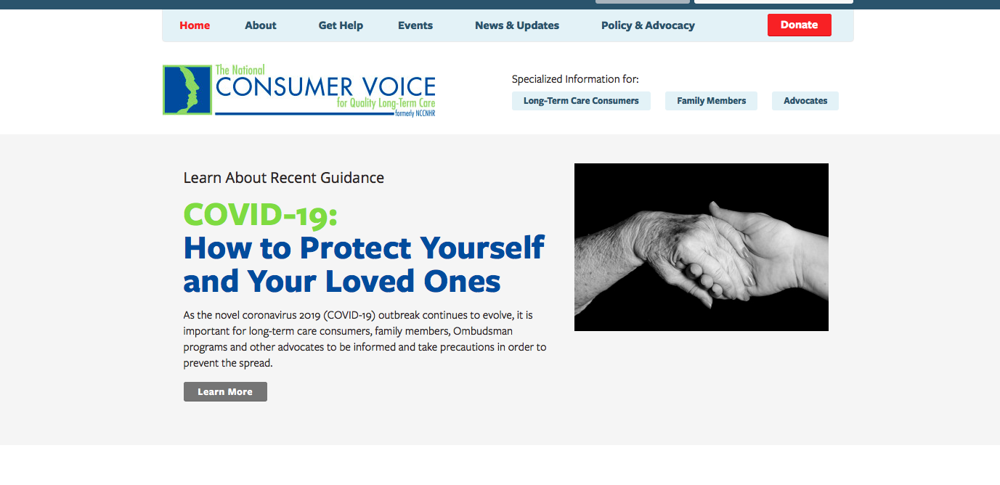 Home About Get Help Events News & Updates Policy & Advocacy Donate
The National
CONSUMER VOICE
for Quality Long-Term Care
formerly NCCNHR
Specialized Information for:
Long-Term Care Consumers Family Members Advocates
Learn About Recent Guidance
COVID-19:
How to Protect Yourself
and Your Loved Ones
As the novel coronavirus 2019 (COVID-19) outbreak continues to evolve, it is
important for long-term care consumers, family members, Ombudsman
programs and other advocates to be informed and take precautions in order to
prevent the spread.
Learn More